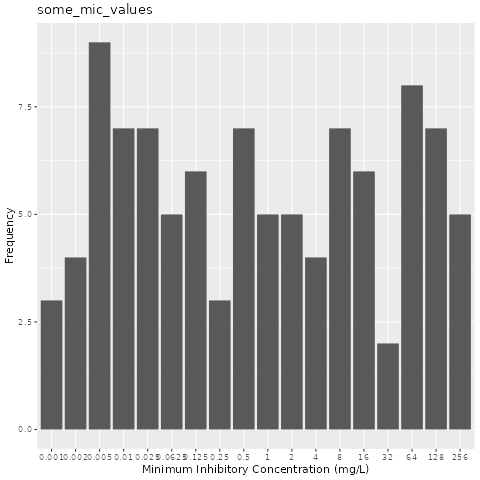 some_mic_values
Frequency
7.5
5.0
2.5
0.0
0.001 0.002 0.005 0.01 0.025 0.0625 0.125 0.25 0.5 1 2 4 8 16 32 64 128 256
Minimum Inhibitory Concentration (mg/L)